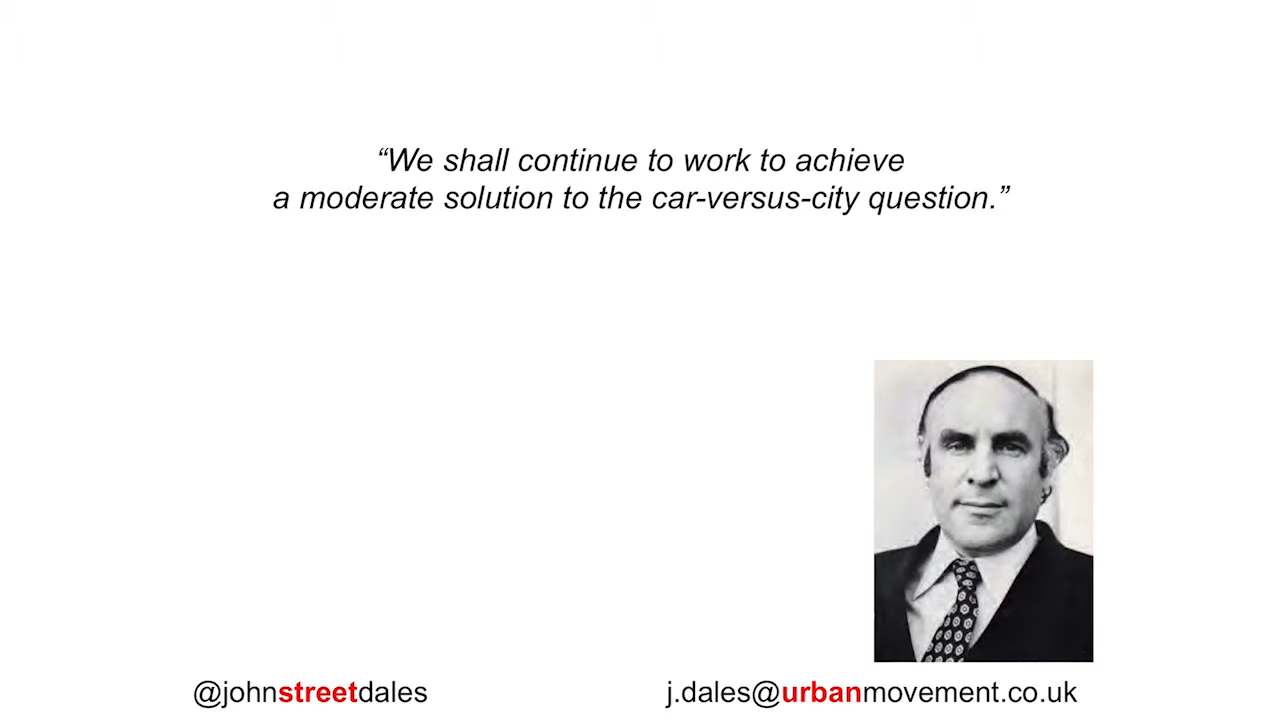 “We shall continue to work to achieve
a moderate solution to the car-versus-city question.”
@johnstreetdales
j.dales@urbanmovement.co.uk